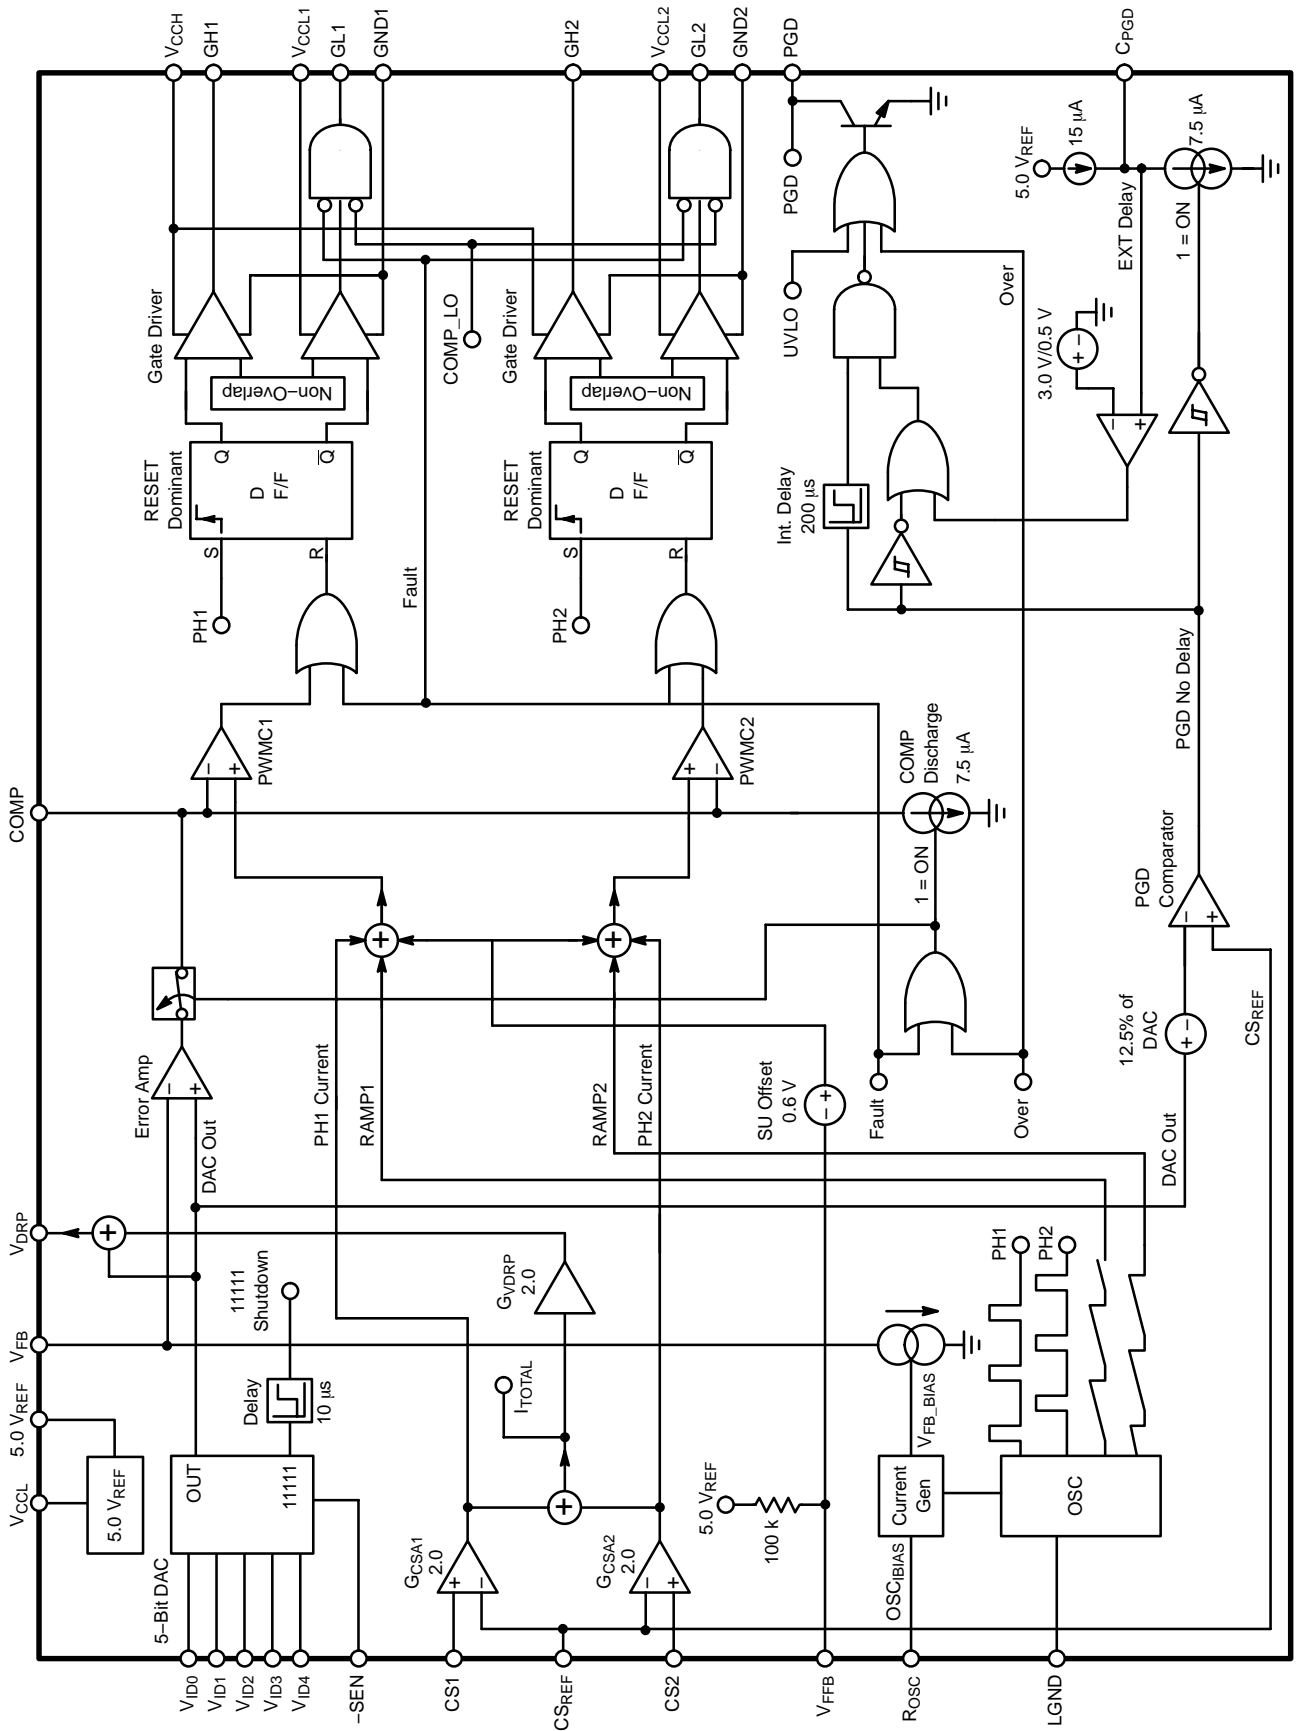 COMP
VDRP
VFB
5.0 VREF
VCCL
VCCH
GH1
VCCL1
GL1
GND1
GH2
VCCL2
GL2
GND2
PGD
CPGD
VID0
VID1
VID2
VID3
VID4
–SEN
CS1
CSREF
CS2
VFFB
ROSC
LGND
5–Bit DAC
5.0 VREF
OUT
11111
Delay
10 µs
11111
Shutdown
+
Error Amp
–
+
DAC Out
GCSA1
2.0
+
–
GCSA2
2.0
–
+
+
ITOTAL
GVDRP
2.0
PH1 Current
RAMP1
RAMP2
PH2 Current
+
+
5.0 VREF
100 k
SU Offset
0.6 V
– +
OSCIBIAS
Current
Gen
VFB_BIAS
OSC
PH1
PH2
Fault
Over
1 = ON
COMP
Discharge
7.5 µA
–
+
PWMC1
+
–
PWMC2
DAC Out
12.5% of
DAC
+ –
CSREF
PGD
Comparator
–
+
PGD No Delay
PH1
S
R
RESET
Dominant
D
F/F
Q
Q
Fault
Non–Overlap
Gate Driver
COMP_LO
PH2
S
R
RESET
Dominant
D
F/F
Q
Q
Non–Overlap
Gate Driver
Int. Delay
200 µs
UVLO
PGD
Over
3.0 V/0.5 V
+ –
–
+
EXT Delay
5.0 VREF
15 µA
1 = ON
7.5 µA